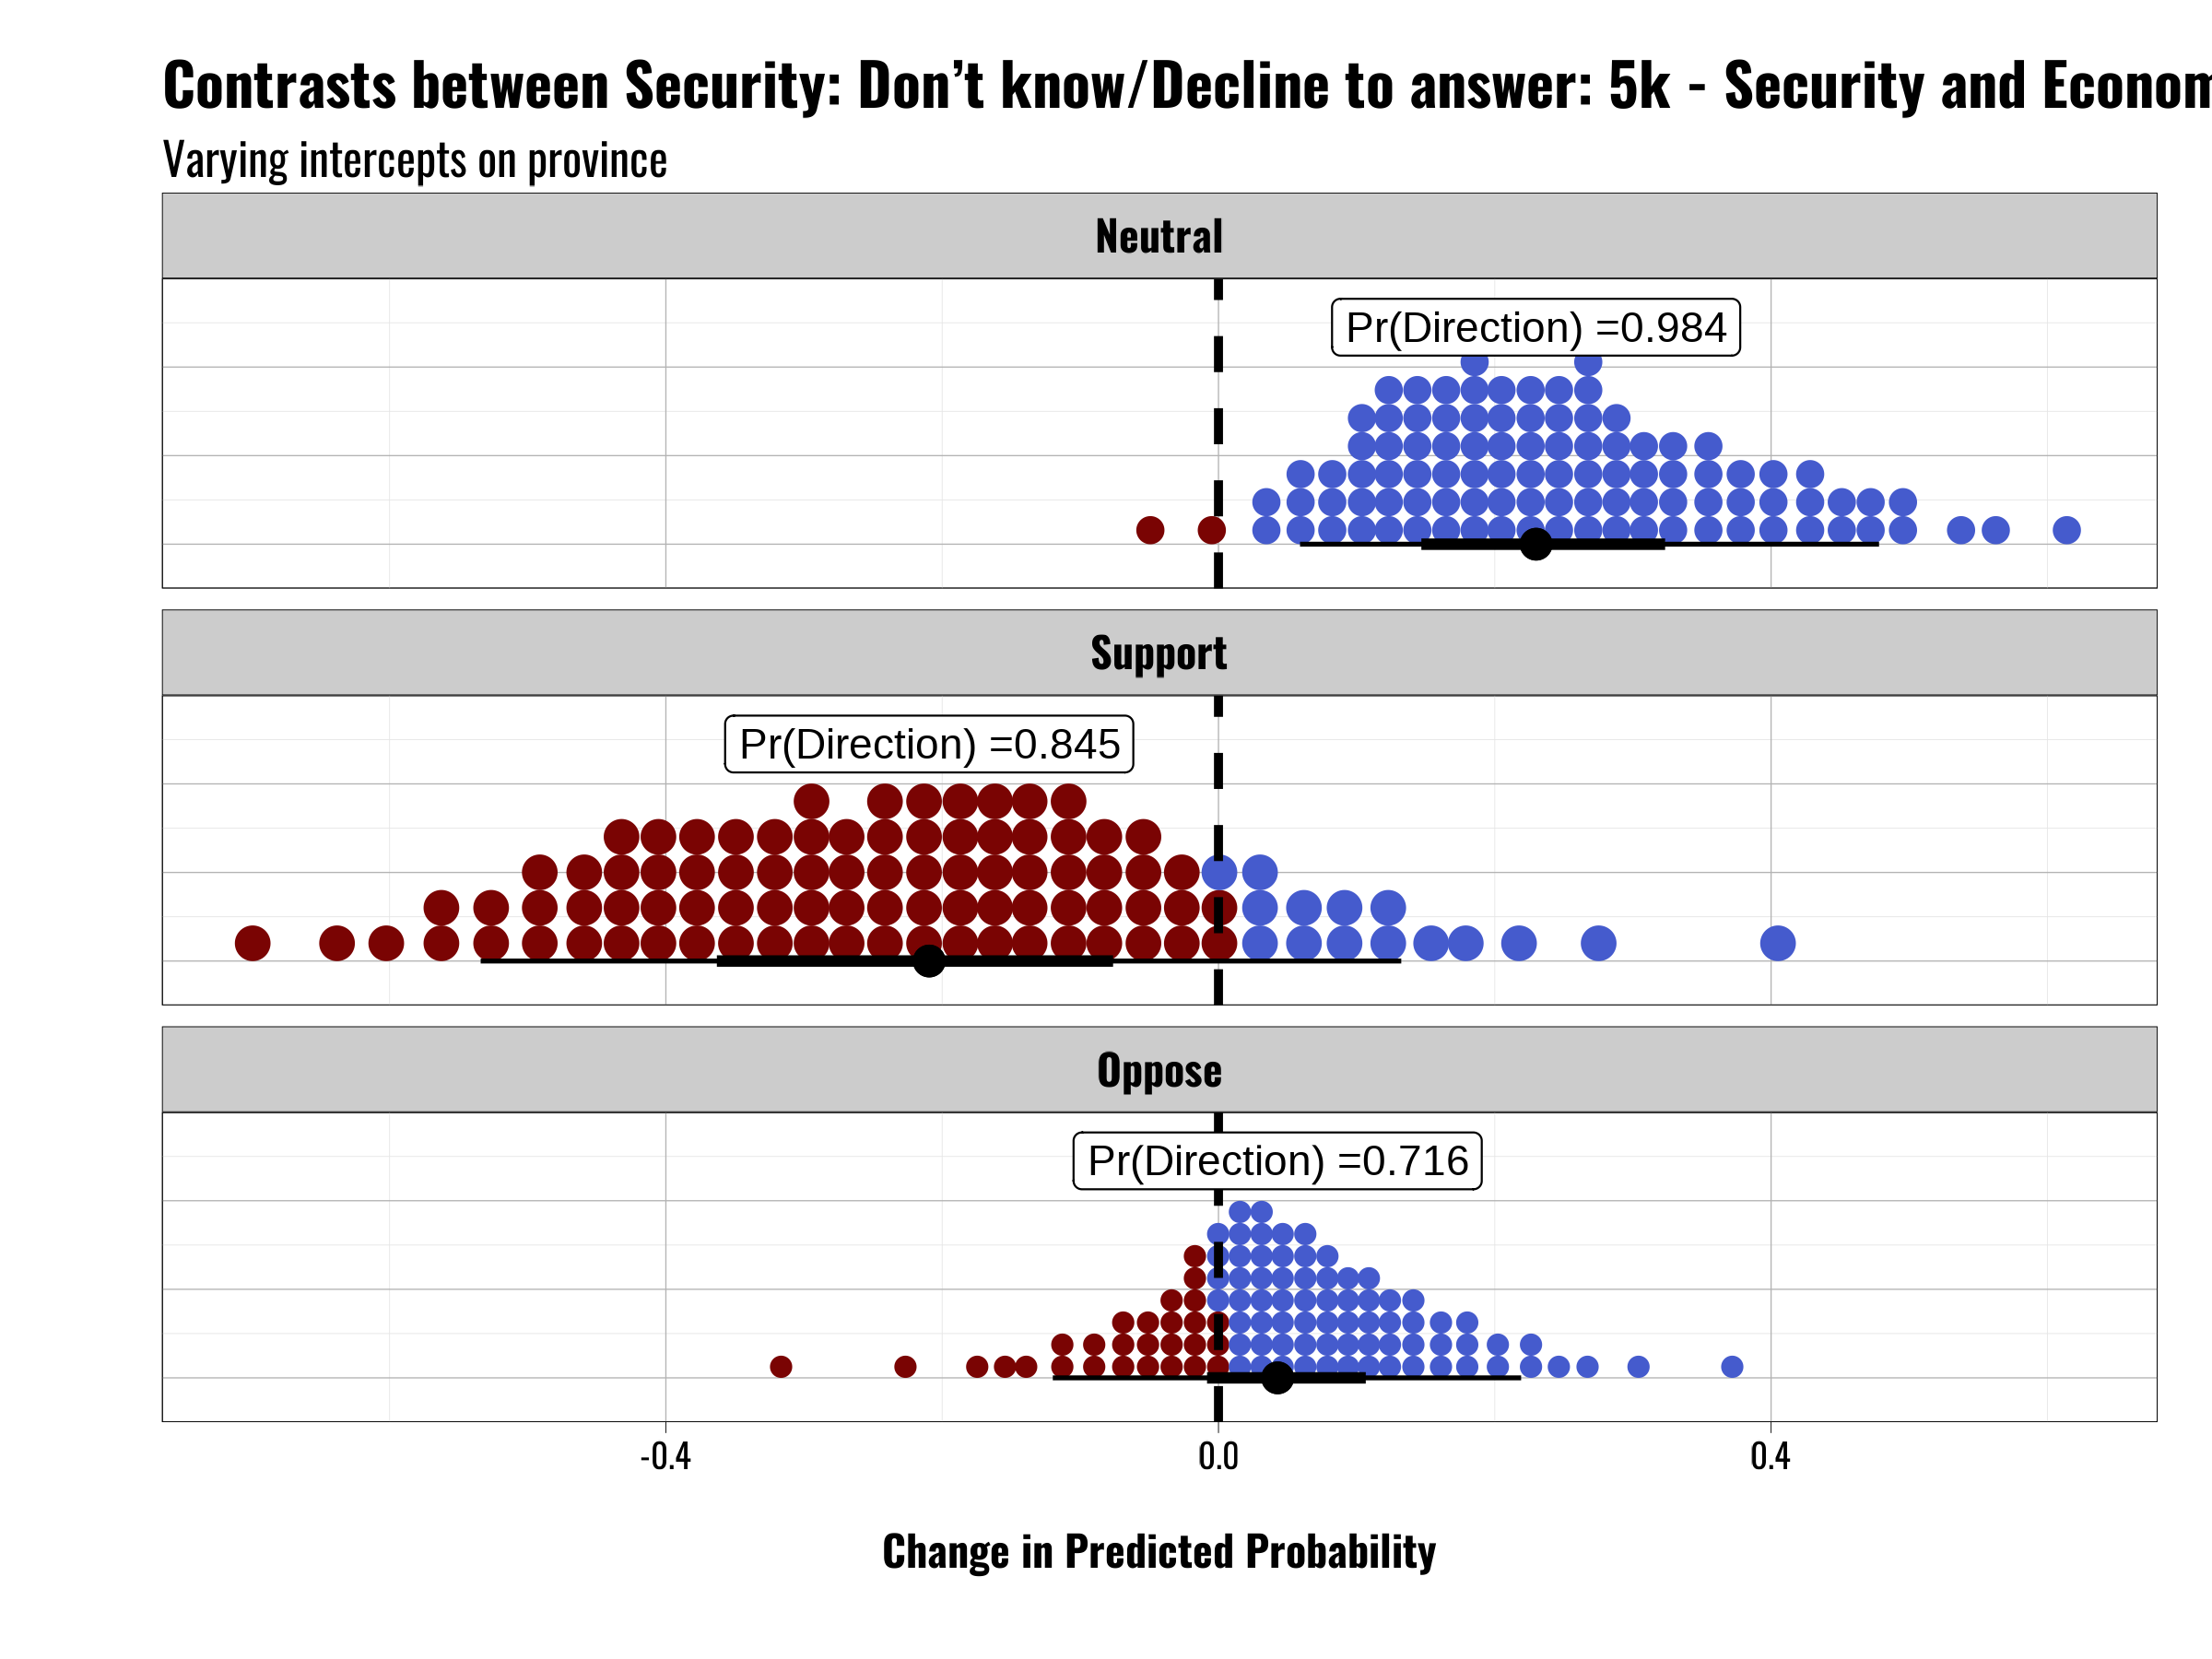 Contrasts between Security: Don’t know/Decline to answer: 5k - Security and Econom
Varying intercepts on province
Neutral
Pr(Direction) =0.984
Support
Pr(Direction) =0.845
Oppose
Pr(Direction) =0.716
-0.4 0.0 0.4
Change in Predicted Probability